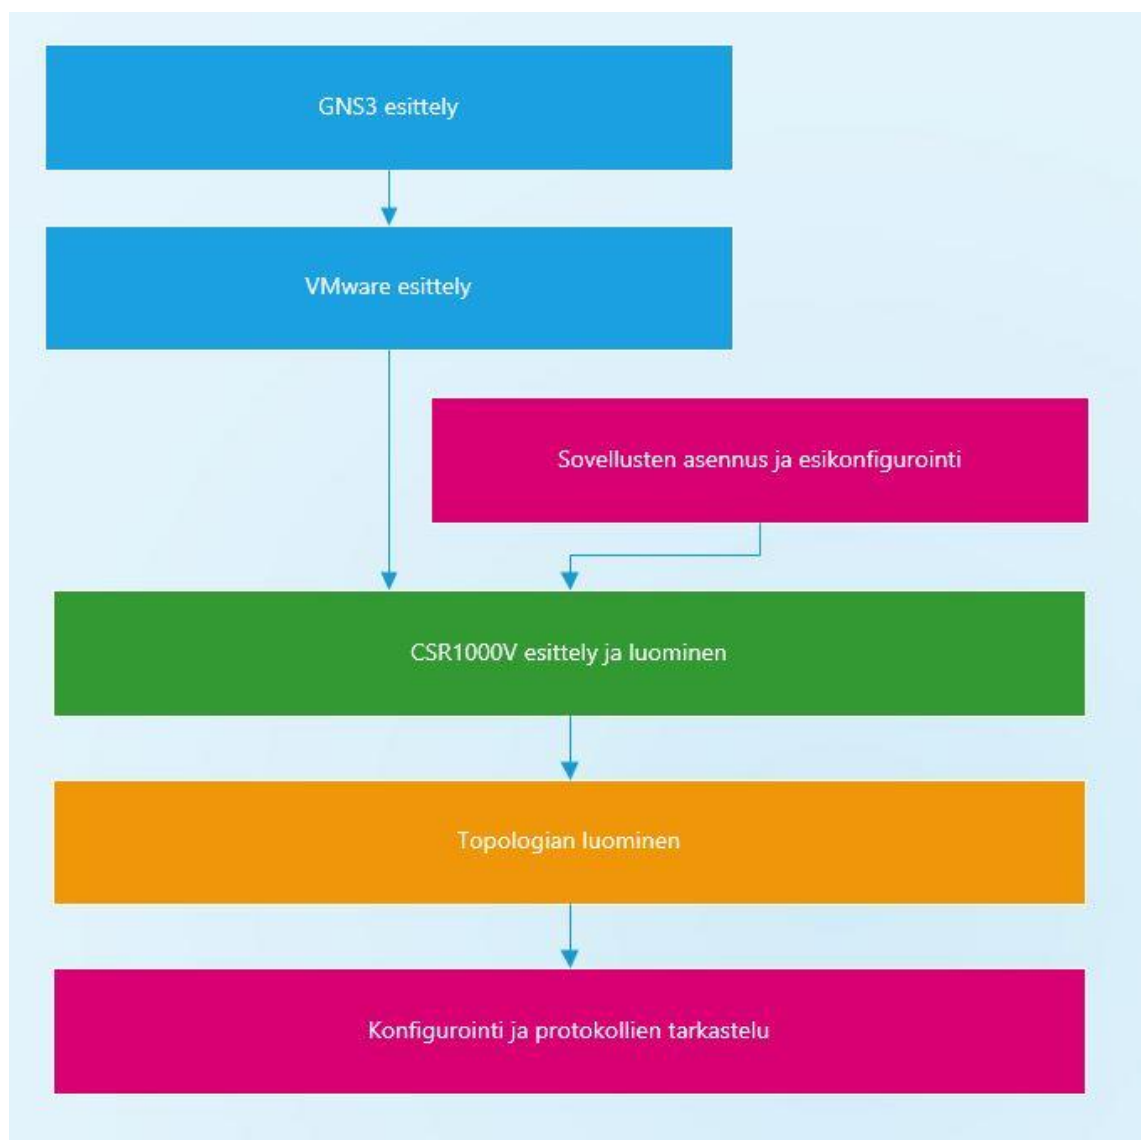 GNS3 esittely
VMware esittely
Sovellusten asennus ja esikonfigurointi
CSR1000V esittely ja luominen
Topologian luominen
Konfigurointi ja protokollien tarkastelu